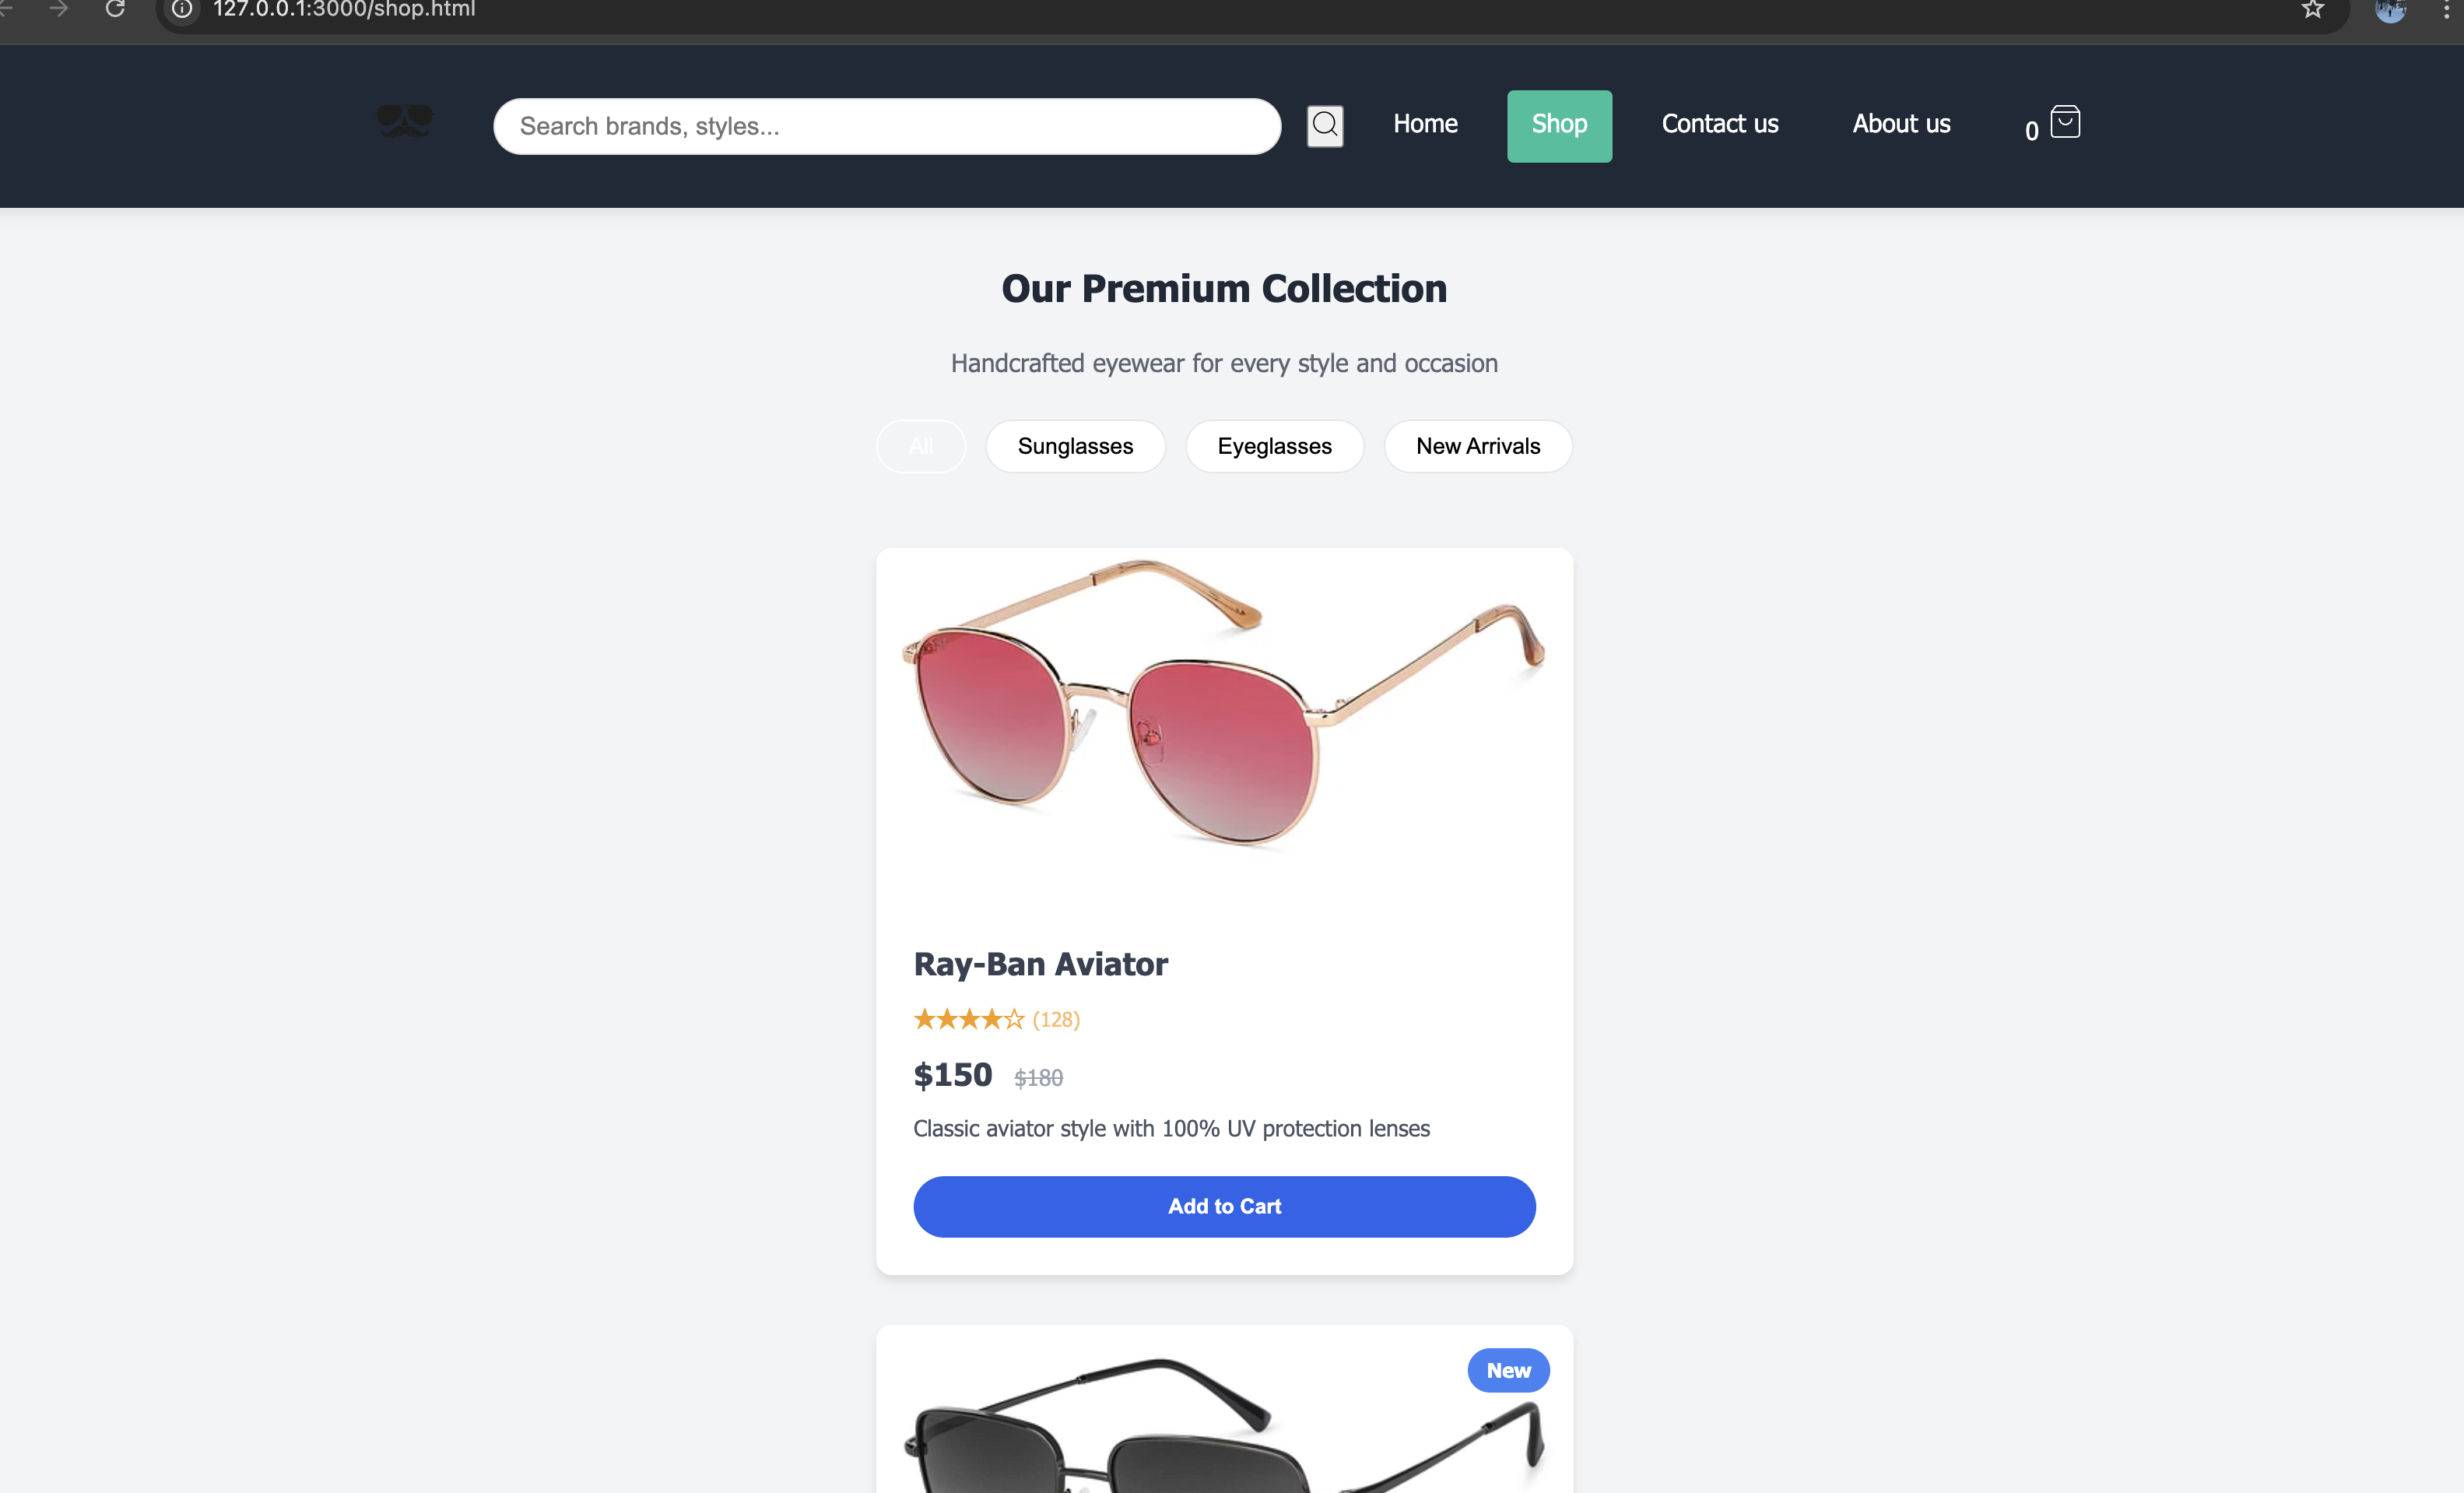 127.0.0.1:3000/shop.html
Search brands, styles...
Home
Shop
Contact us
About us
0
Our Premium Collection
Handcrafted eyewear for every style and occasion
All
Sunglasses
Eyeglasses
New Arrivals
Ray-Ban Aviator
★★★★☆ (128)
$150 $180
Classic aviator style with 100% UV protection lenses
Add to Cart
New